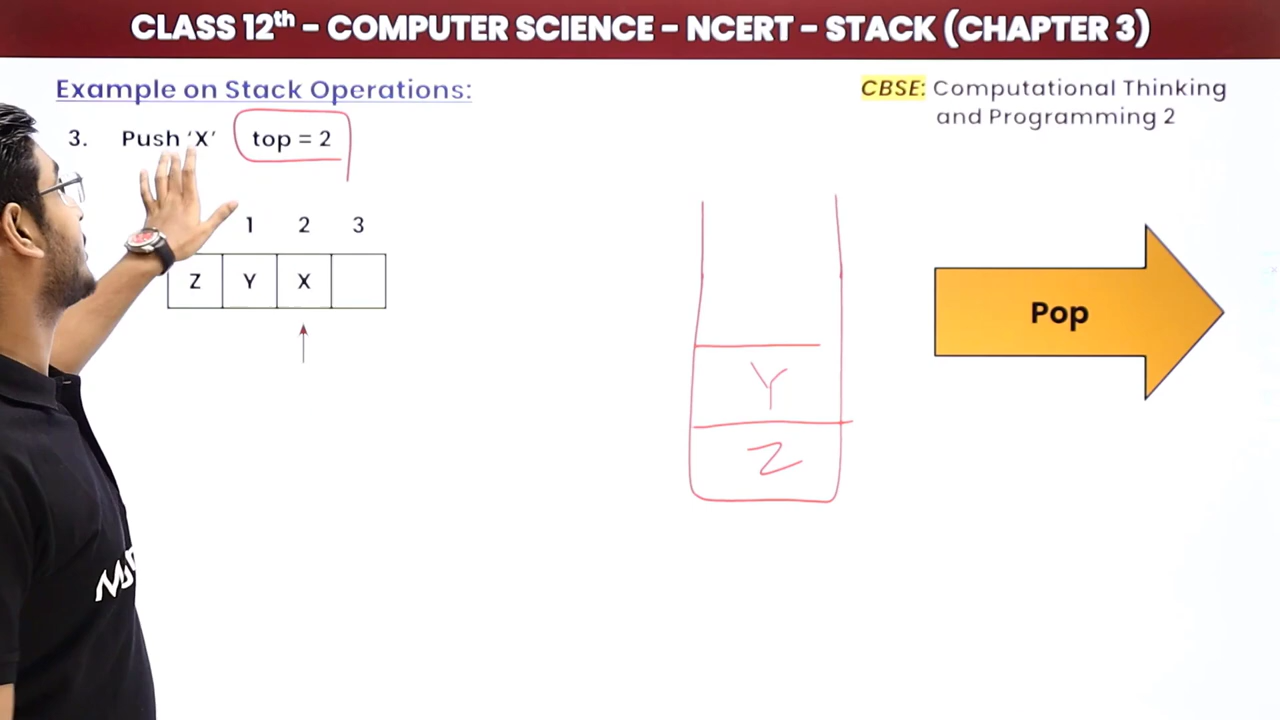 CLASS 12th - COMPUTER SCIENCE - NCERT - STACK (CHAPTER 3)
Example on Stack Operations:
CBSE: Computational Thinking
and Programming 2
3. Push ‘X’ top = 2
1 2 3
Z Y X
Pop
Y
Z